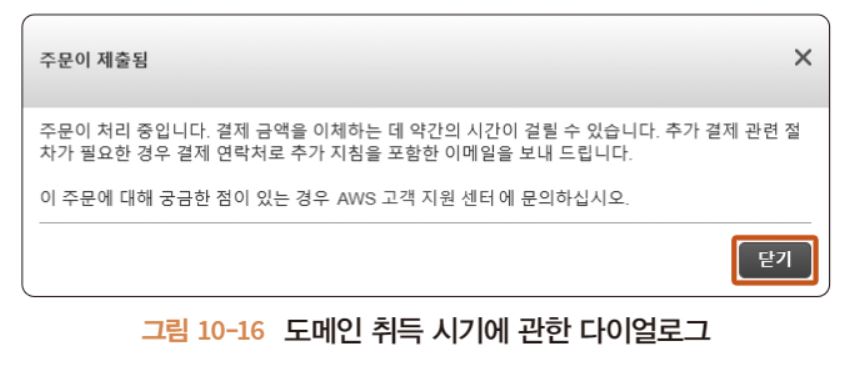 주문이 제출됨
주문이 처리 중입니다. 결제 금액을 이체하는 데 약간의 시간이 걸릴 수 있습니다. 추가 결제 관련 절
차가 필요한 경우 결제 연락처로 추가 지침을 포함한 이메일을 보내 드립니다.
이 주문에 대해 궁금한 점이 있는 경우 AWS 고객 지원 센터 에 문의하십시오.
닫기
그림 10-16 도메인 취득 시기에 관한 다이얼로그